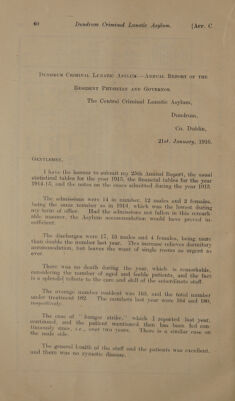 60 Dundrum Criminal Lunatic Asylum. [App. C
Dundrum Criminal Lunatic Asylum.—Annual Report of the
Resident Physician and Governor.
The Central Criminal Lunatic Asylum,
Dundrum,
Co. Dublin,
21st January, 1916.
Gentlemen,
I have the honour to submit my 25th Annual Report, the usual
statistical tables for the year 1915, the financial tables for the year
1914-15, and the notes on the cases admitted during the year 1915.
The admissions were 14 in number, 12 males and 2 females,
being the same number as in 1914, which was the lowest during
my term of office. Had the admissions not fallen in this remark-
able manner, the Asylum accommodation would have proved in-
sufficient.
The discharges were 17, 13 males and 4 females, being more
than double the number last year. This increase relieves dormitory
accommodation, but leaves the want of single rooms as urgent as
ever.
There was no death during the year, which is remarkable,
considering the number of aged and feeble patients, and the fact
is a splendid tribute to the care and skill of the subordinate staff.
The average number resident was 163, and the total number
under treatment 182. The numbers last year were 164 and 180,
respectively.
The case of "hunger strike," which I reported last year,
continued, and the patient mentioned then has been fed con-
tinuously since, i.e., over two years. There is a similar case on
the male side.
The general health of the staff and the patients was excellent,
and there was no zymotic disease.